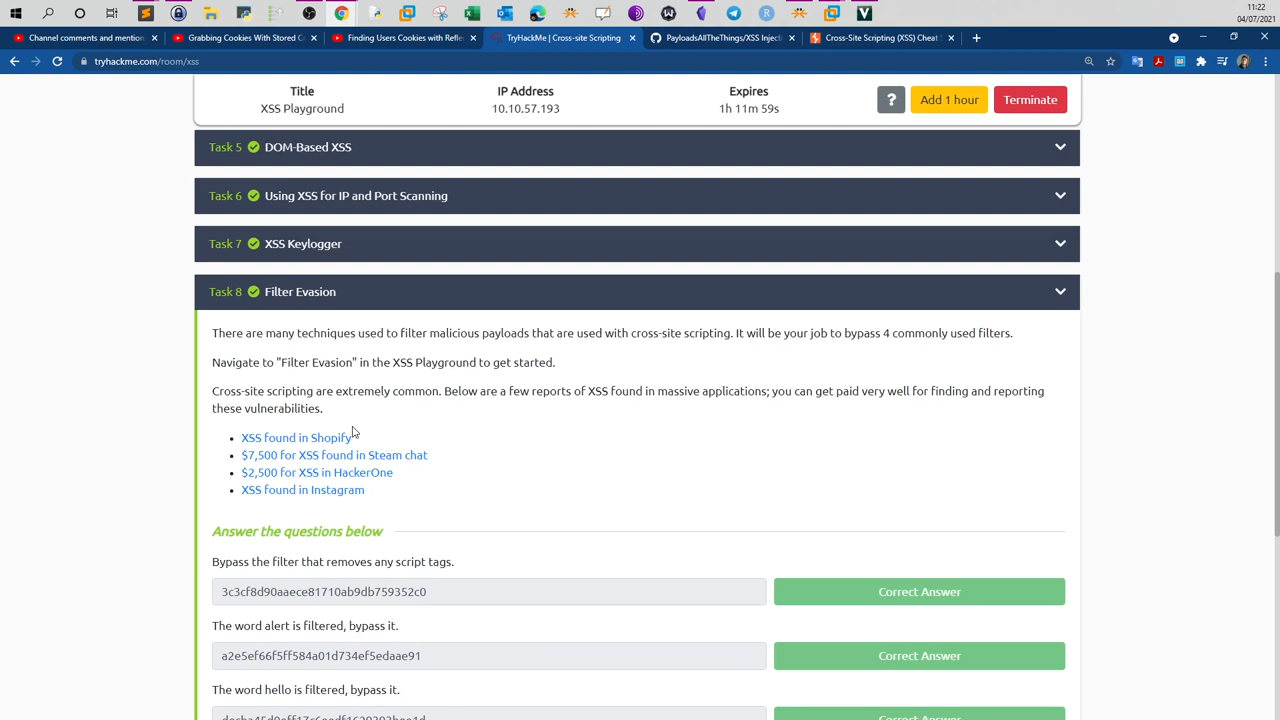 11:22
04/07/2021
Channel comments and mention
Grabbing Cookies With Stored C
Finding Users Cookies with Refle
TryHackMe | Cross-site Scripting
PayloadsAllTheThings/XSS Inject
Cross-Site Scripting (XSS) Cheat S
tryhackme.com/room/xss
Title
IP Address
Expires
XSS Playground
10.10.57.193
1h 11m 59s
?
Add 1 hour
Terminate
Task 5 DOM-Based XSS
Task 6 Using XSS for IP and Port Scanning
Task 7 XSS Keylogger
Task 8 Filter Evasion
There are many techniques used to filter malicious payloads that are used with cross-site scripting. It will be your job to bypass 4 commonly used filters.
Navigate to "Filter Evasion" in the XSS Playground to get started.
Cross-site scripting are extremely common. Below are a few reports of XSS found in massive applications; you can get paid very well for finding and reporting
these vulnerabilities.
XSS found in Shopify
$7,500 for XSS found in Steam chat
$2,500 for XSS in HackerOne
XSS found in Instagram
Answer the questions below
Bypass the filter that removes any script tags.
3c3cf8d90aaece81710ab9db759352c0
Correct Answer
The word alert is filtered, bypass it.
a2e5ef66f5ff584a01d734ef5edaae91
Correct Answer
The word hello is filtered, bypass it.
Correct Answer